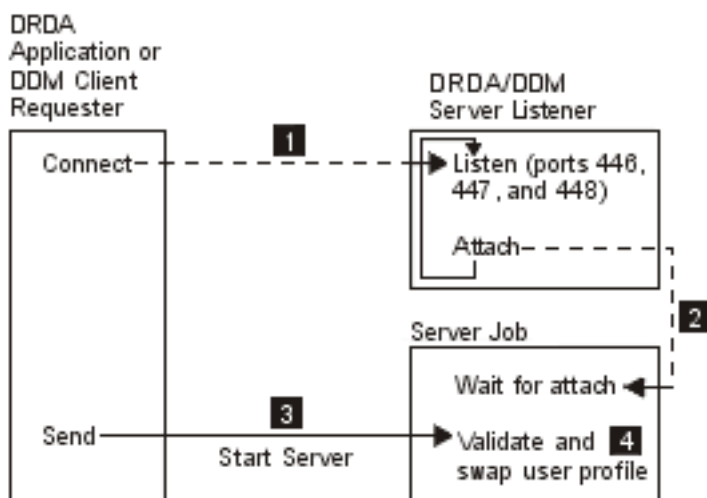 DRDA
Application or
DDM Client
Requester
DRDA/DDM
Server Listener
Connect
1
Listen (ports 446,
447, and 448)
Attach
2
Server Job
Wait for attach
Send
3
Start Server
Validate and 4
swap user profile